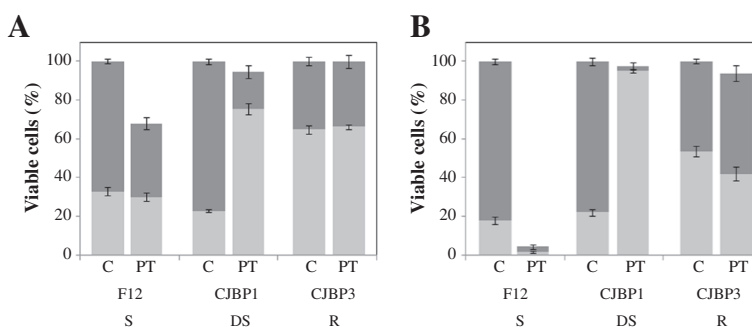 A
Viable cells (%)
100
80
60
40
20
0
C PT C PT C PT
F12 CJBP1 CJBP3
S DS R
B
Viable cells (%)
100
80
60
40
20
0
C PT C PT C PT
F12 CJBP1 CJBP3
S DS R